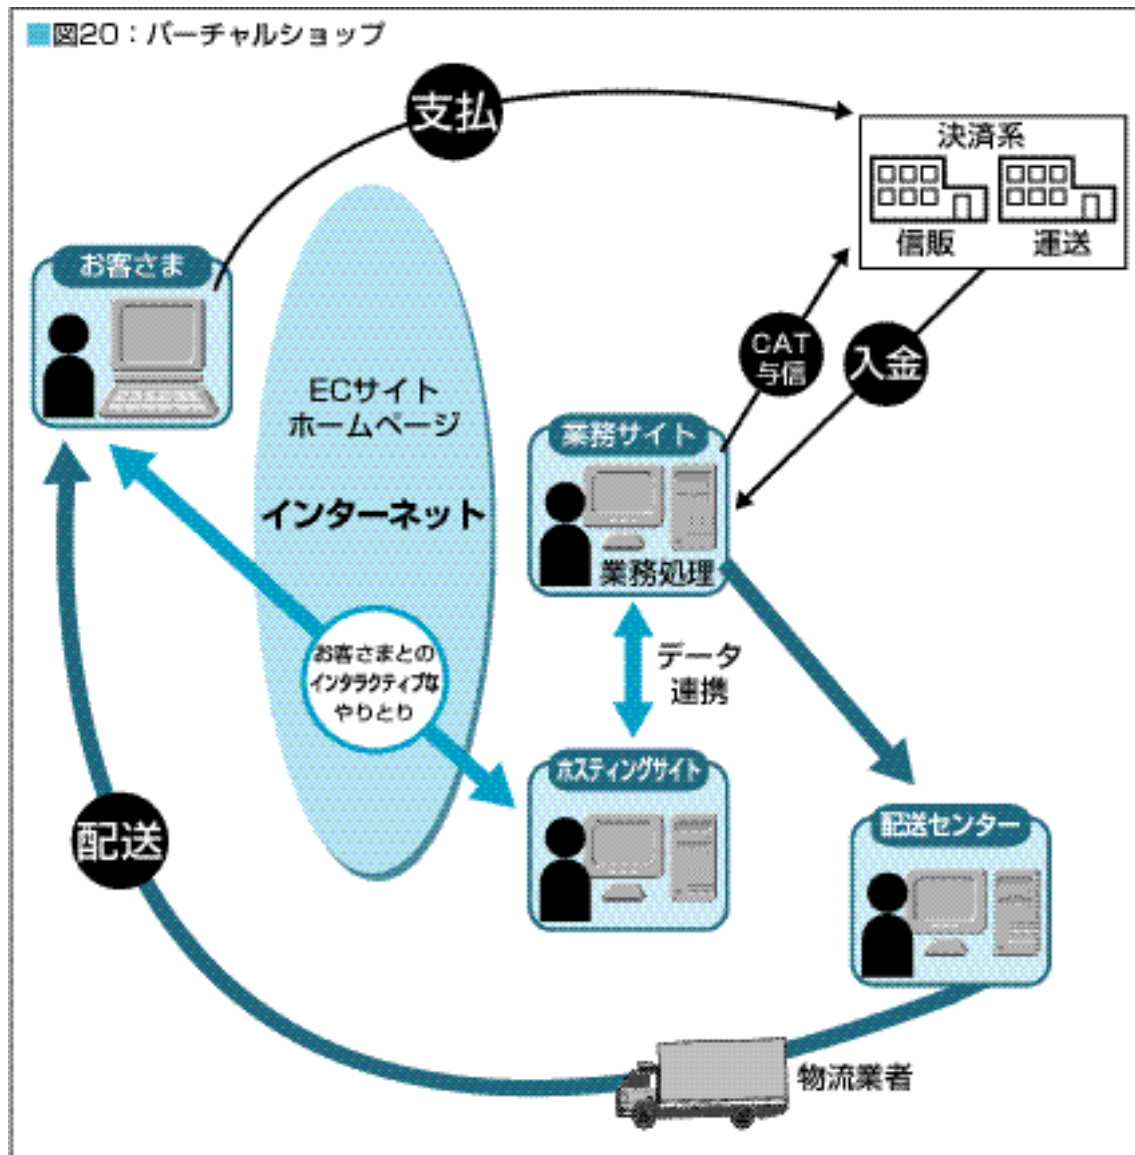 図20：バーチャルショップ
支払
決済系
信販
運送
お客さま
CAT
与信
入金
ECサイト
ホームページ
インターネット
業務サイト
業務処理
お客さまとの
インタラクティブな
やりとり
データ
連携
ホスティングサイト
配送センター
配送
物流業者